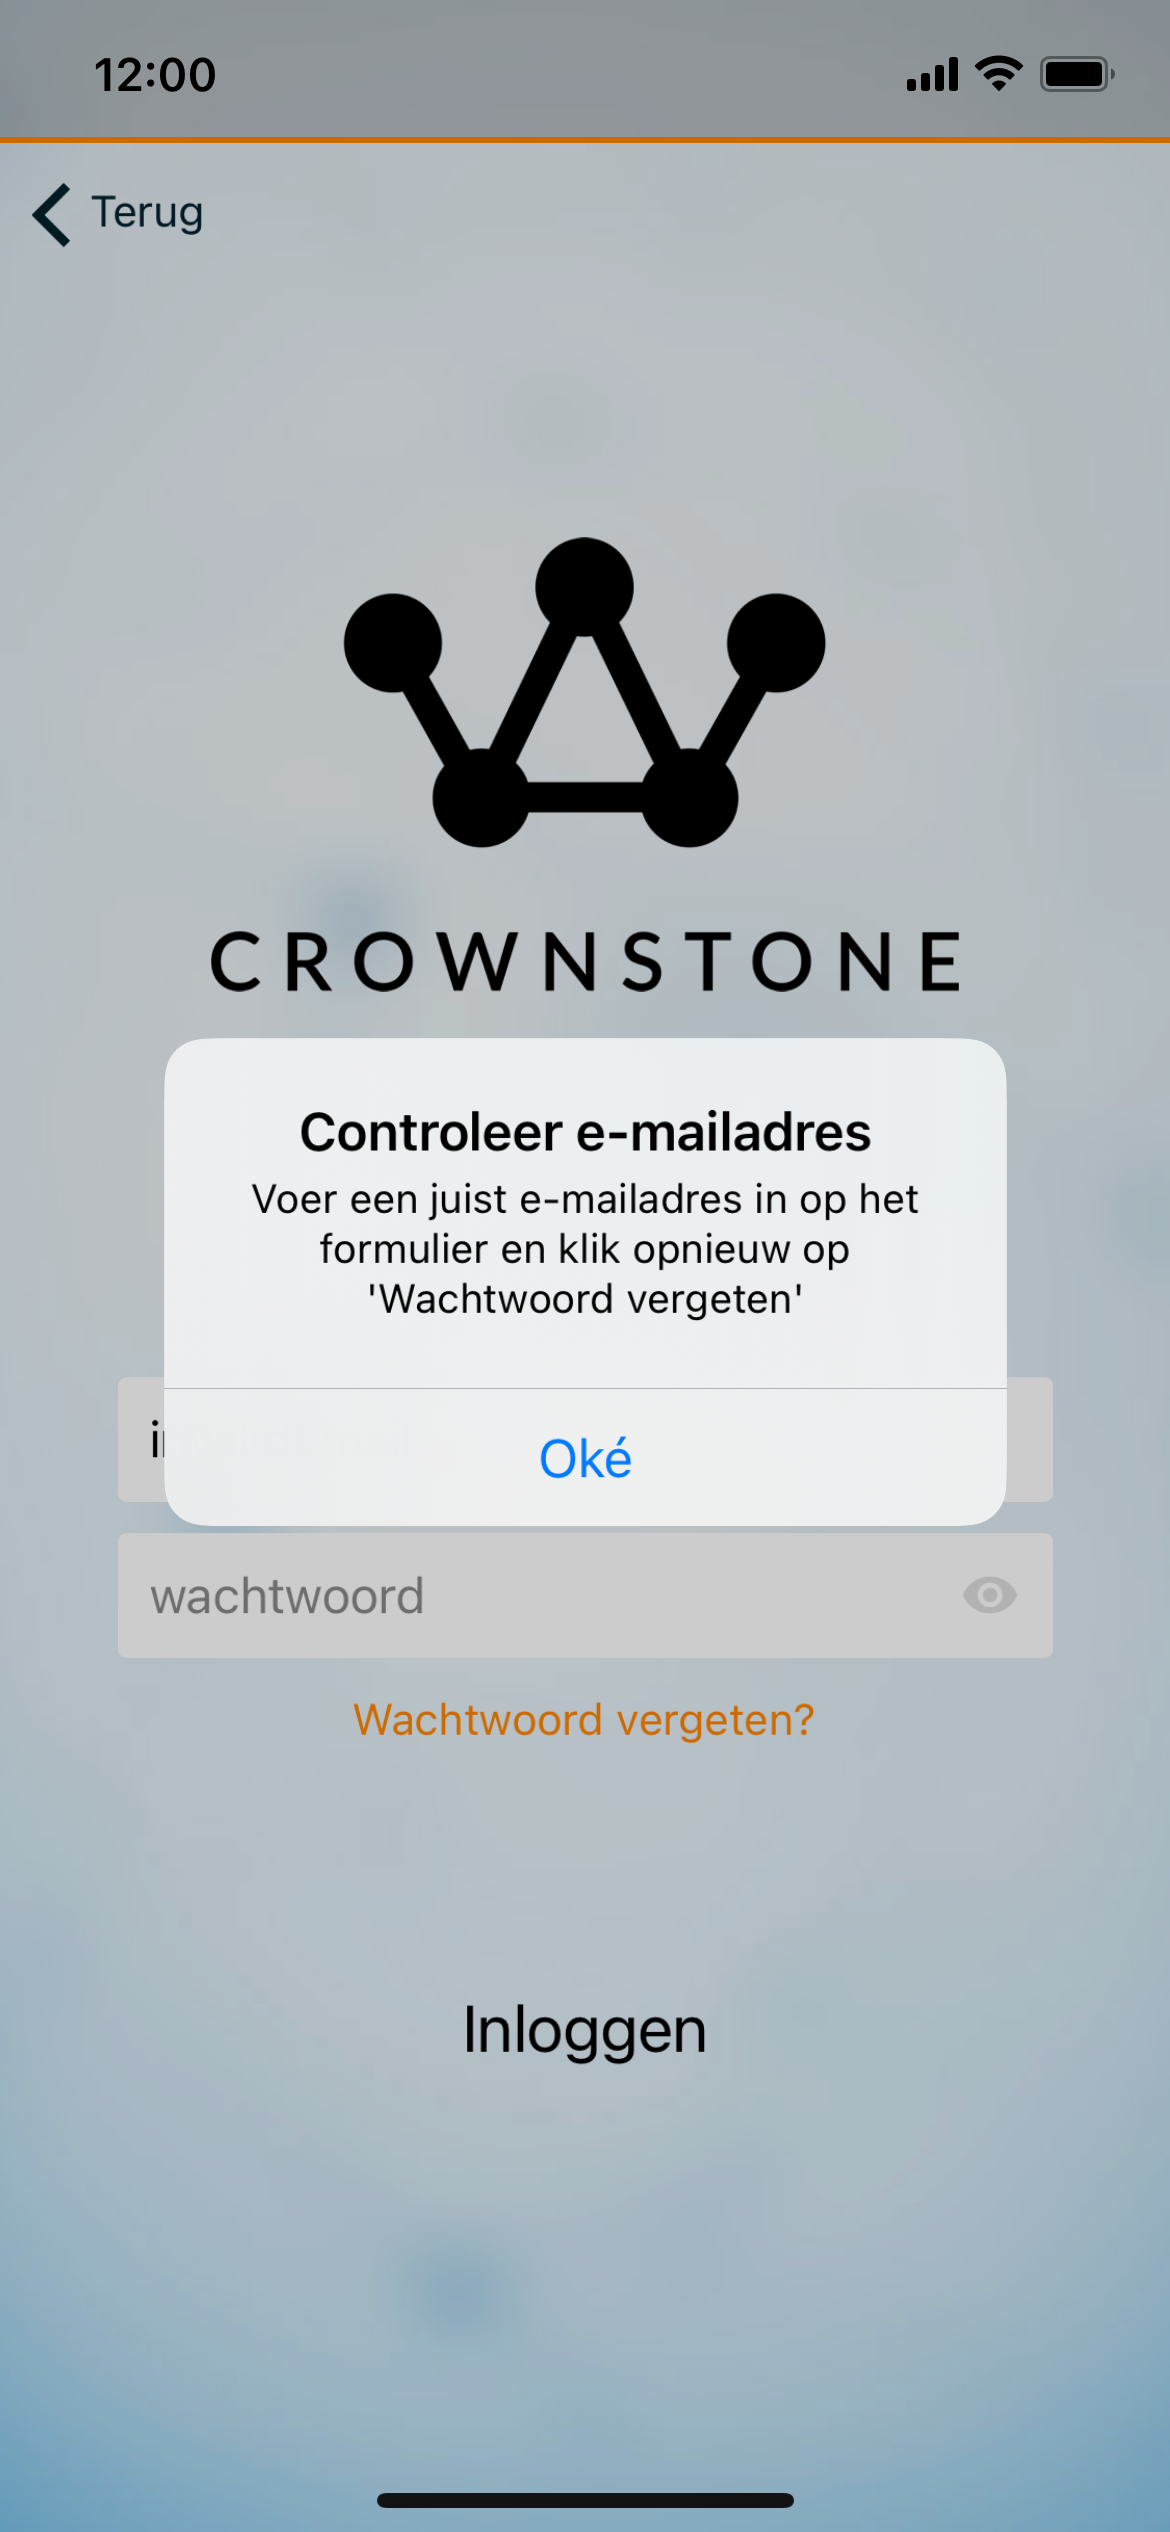 12:00
Terug
CROWNSTONE
Controleer e-mailadres
Voer een juist e-mailadres in op het
formulier en klik opnieuw op
'Wachtwoord vergeten'
Oké
wachtwoord
Wachtwoord vergeten?
Inloggen